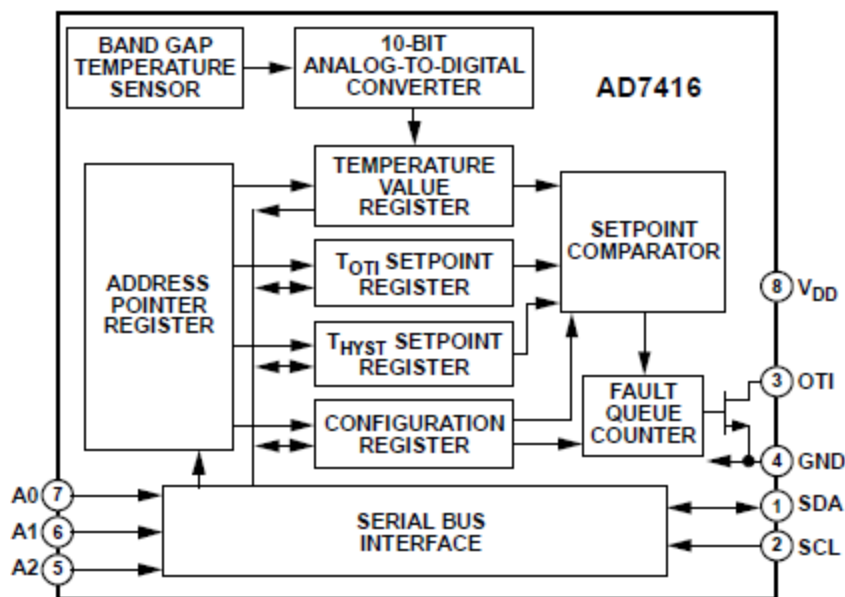 BAND GAP
TEMPERATURE
SENSOR
10-BIT
ANALOG-TO-DIGITAL
CONVERTER
AD7416
TEMPERATURE
VALUE
REGISTER
SETPOINT
COMPARATOR
ADDRESS
POINTER
REGISTER
TOTI SETPOINT
REGISTER
8 VDD
THYST SETPOINT
REGISTER
3 OTI
FAULT
QUEUE
COUNTER
CONFIGURATION
REGISTER
4 GND
A0 7
A1 6
A2 5
SERIAL BUS
INTERFACE
1 SDA
2 SCL